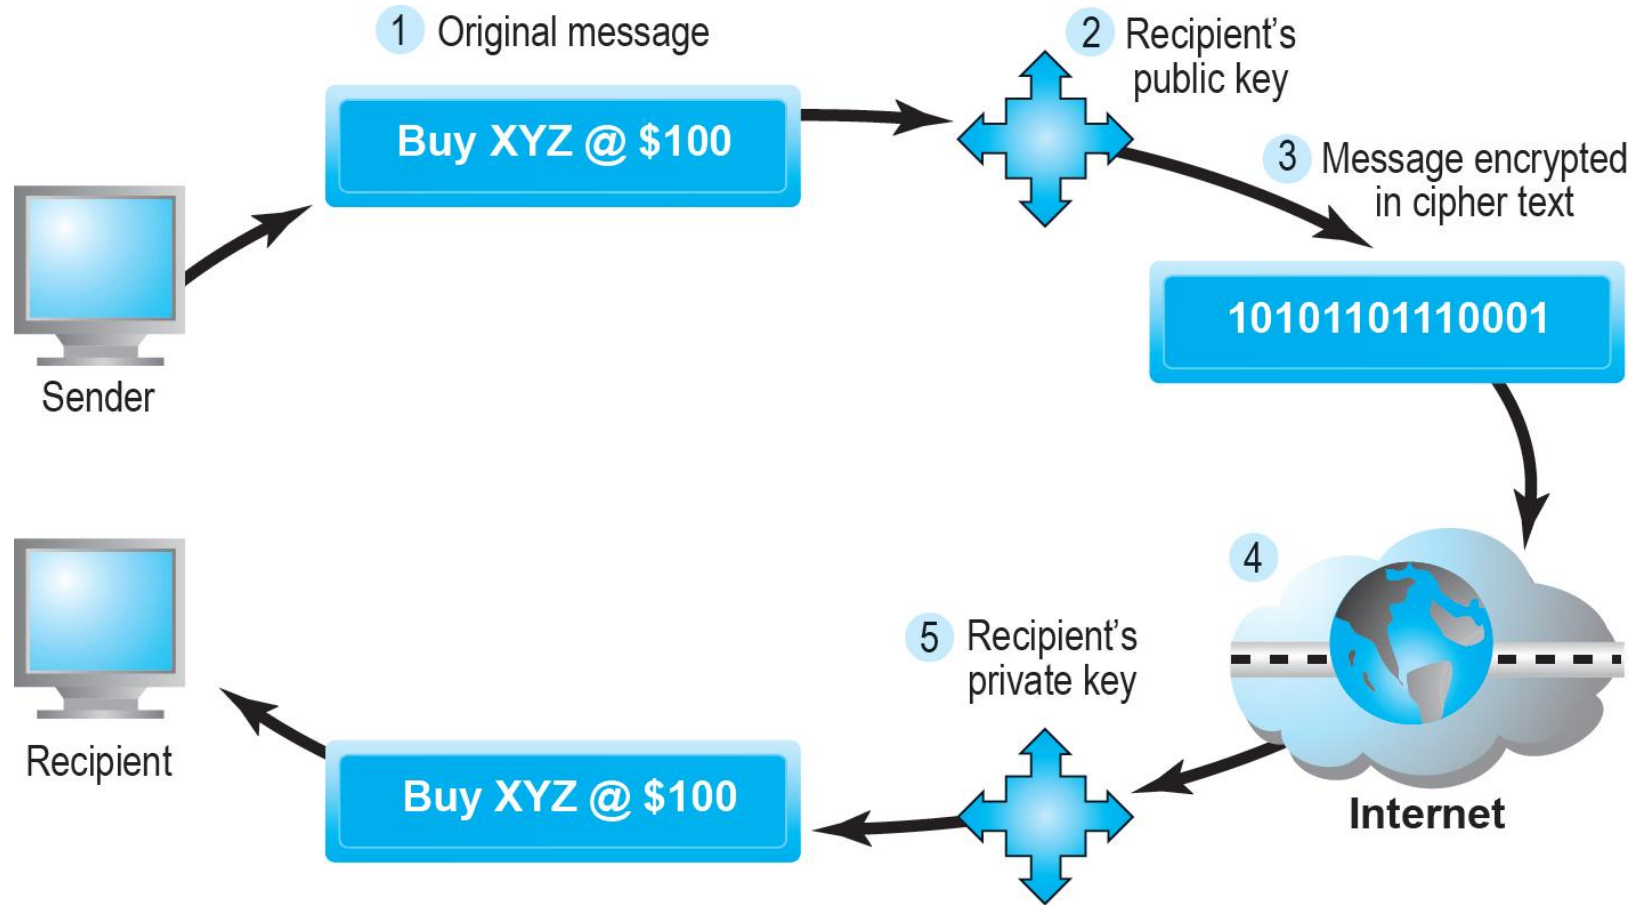 1 Original message
Buy XYZ @ $100
2 Recipient's
public key
3 Message encrypted
in cipher text
10101101110001
Sender
4
Internet
5 Recipient's
private key
Buy XYZ @ $100
Recipient